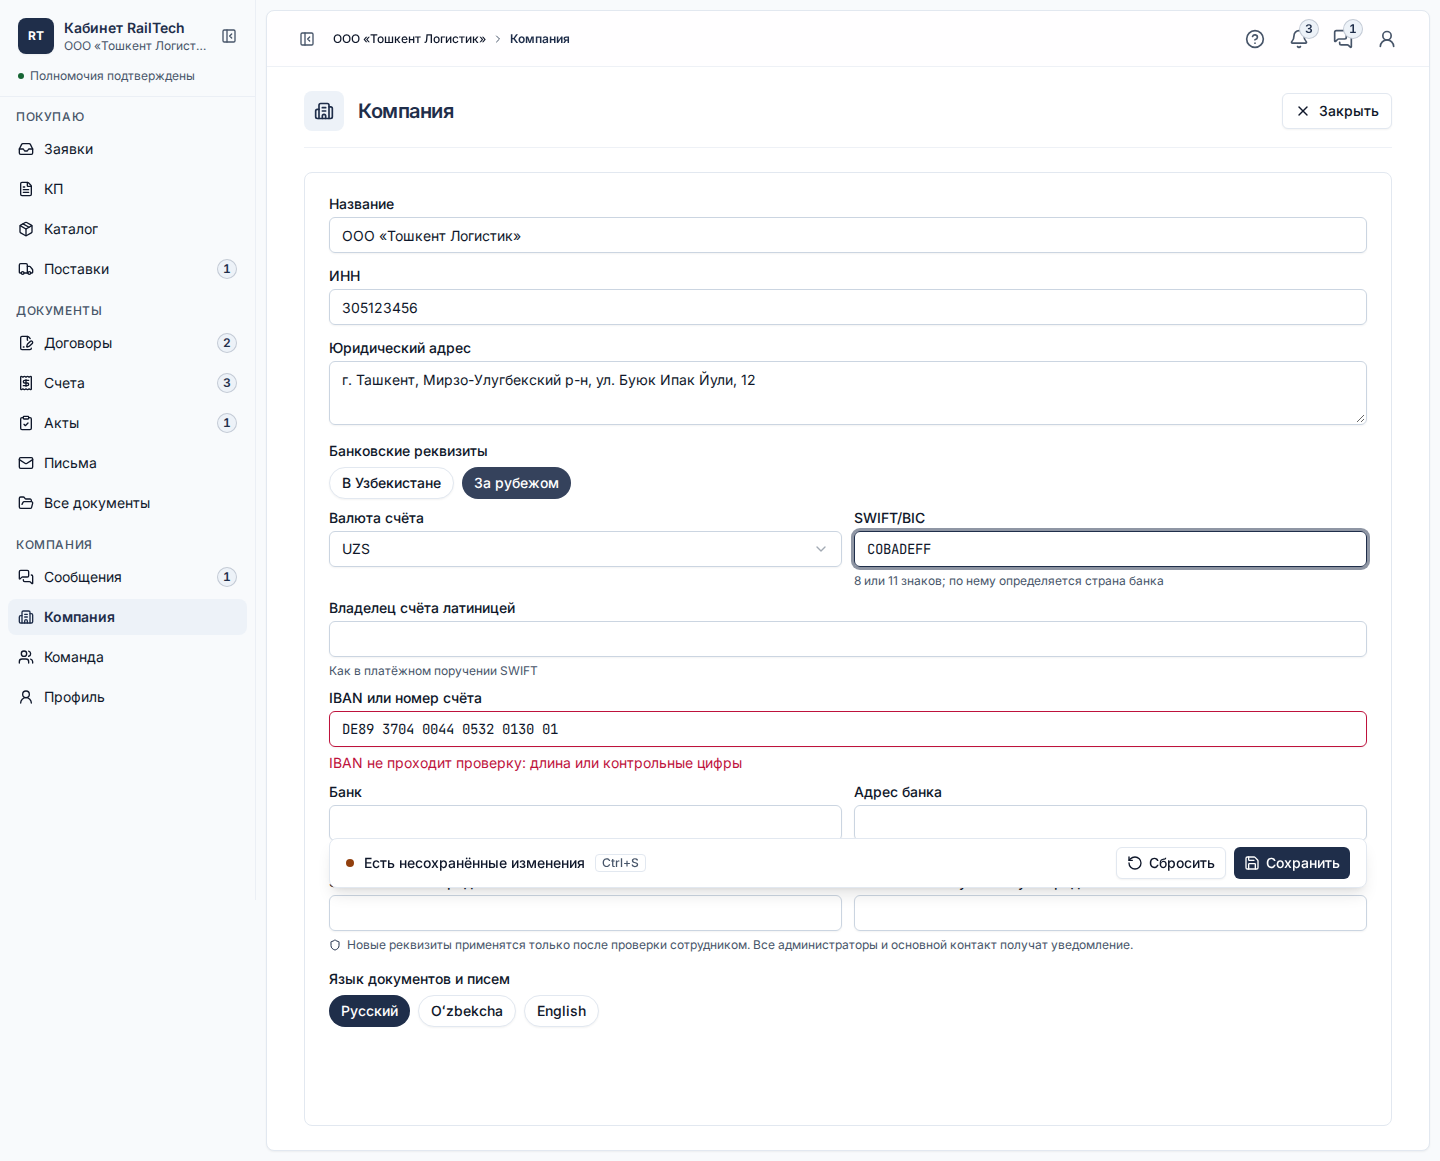 RT
Кабинет RailTech
ООО «Тошкент Логист...
Полномочия подтверждены
ПОКУПАЮ
Заявки
КП
Каталог
Поставки 1
ДОКУМЕНТЫ
Договоры 2
Счета 3
Акты 1
Письма
Все документы
КОМПАНИЯ
Сообщения 1
Компания
Команда
Профиль
ООО «Тошкент Логистик» > Компания
3 1
Компания
Закрыть
Название
ООО «Тошкент Логистик»
ИНН
305123456
Юридический адрес
г. Ташкент, Мирзо-Улугбекский р-н, ул. Буюк Ипак Йули, 12
Банковские реквизиты
В Узбекистане За рубежом
Валюта счёта SWIFT/BIC
UZS COBADEFF
8 или 11 знаков; по нему определяется страна банка
Владелец счёта латиницей
Как в платёжном поручении SWIFT
IBAN или номер счёта
DE89 3704 0044 0532 0130 01
IBAN не проходит проверку: длина или контрольные цифры
Банк Адрес банка
Есть несохранённые изменения Ctrl+S Сбросить Сохранить
Новые реквизиты применятся только после проверки сотрудником. Все администраторы и основной контакт получат уведомление.
Язык документов и писем
Русский Oʻzbekcha English